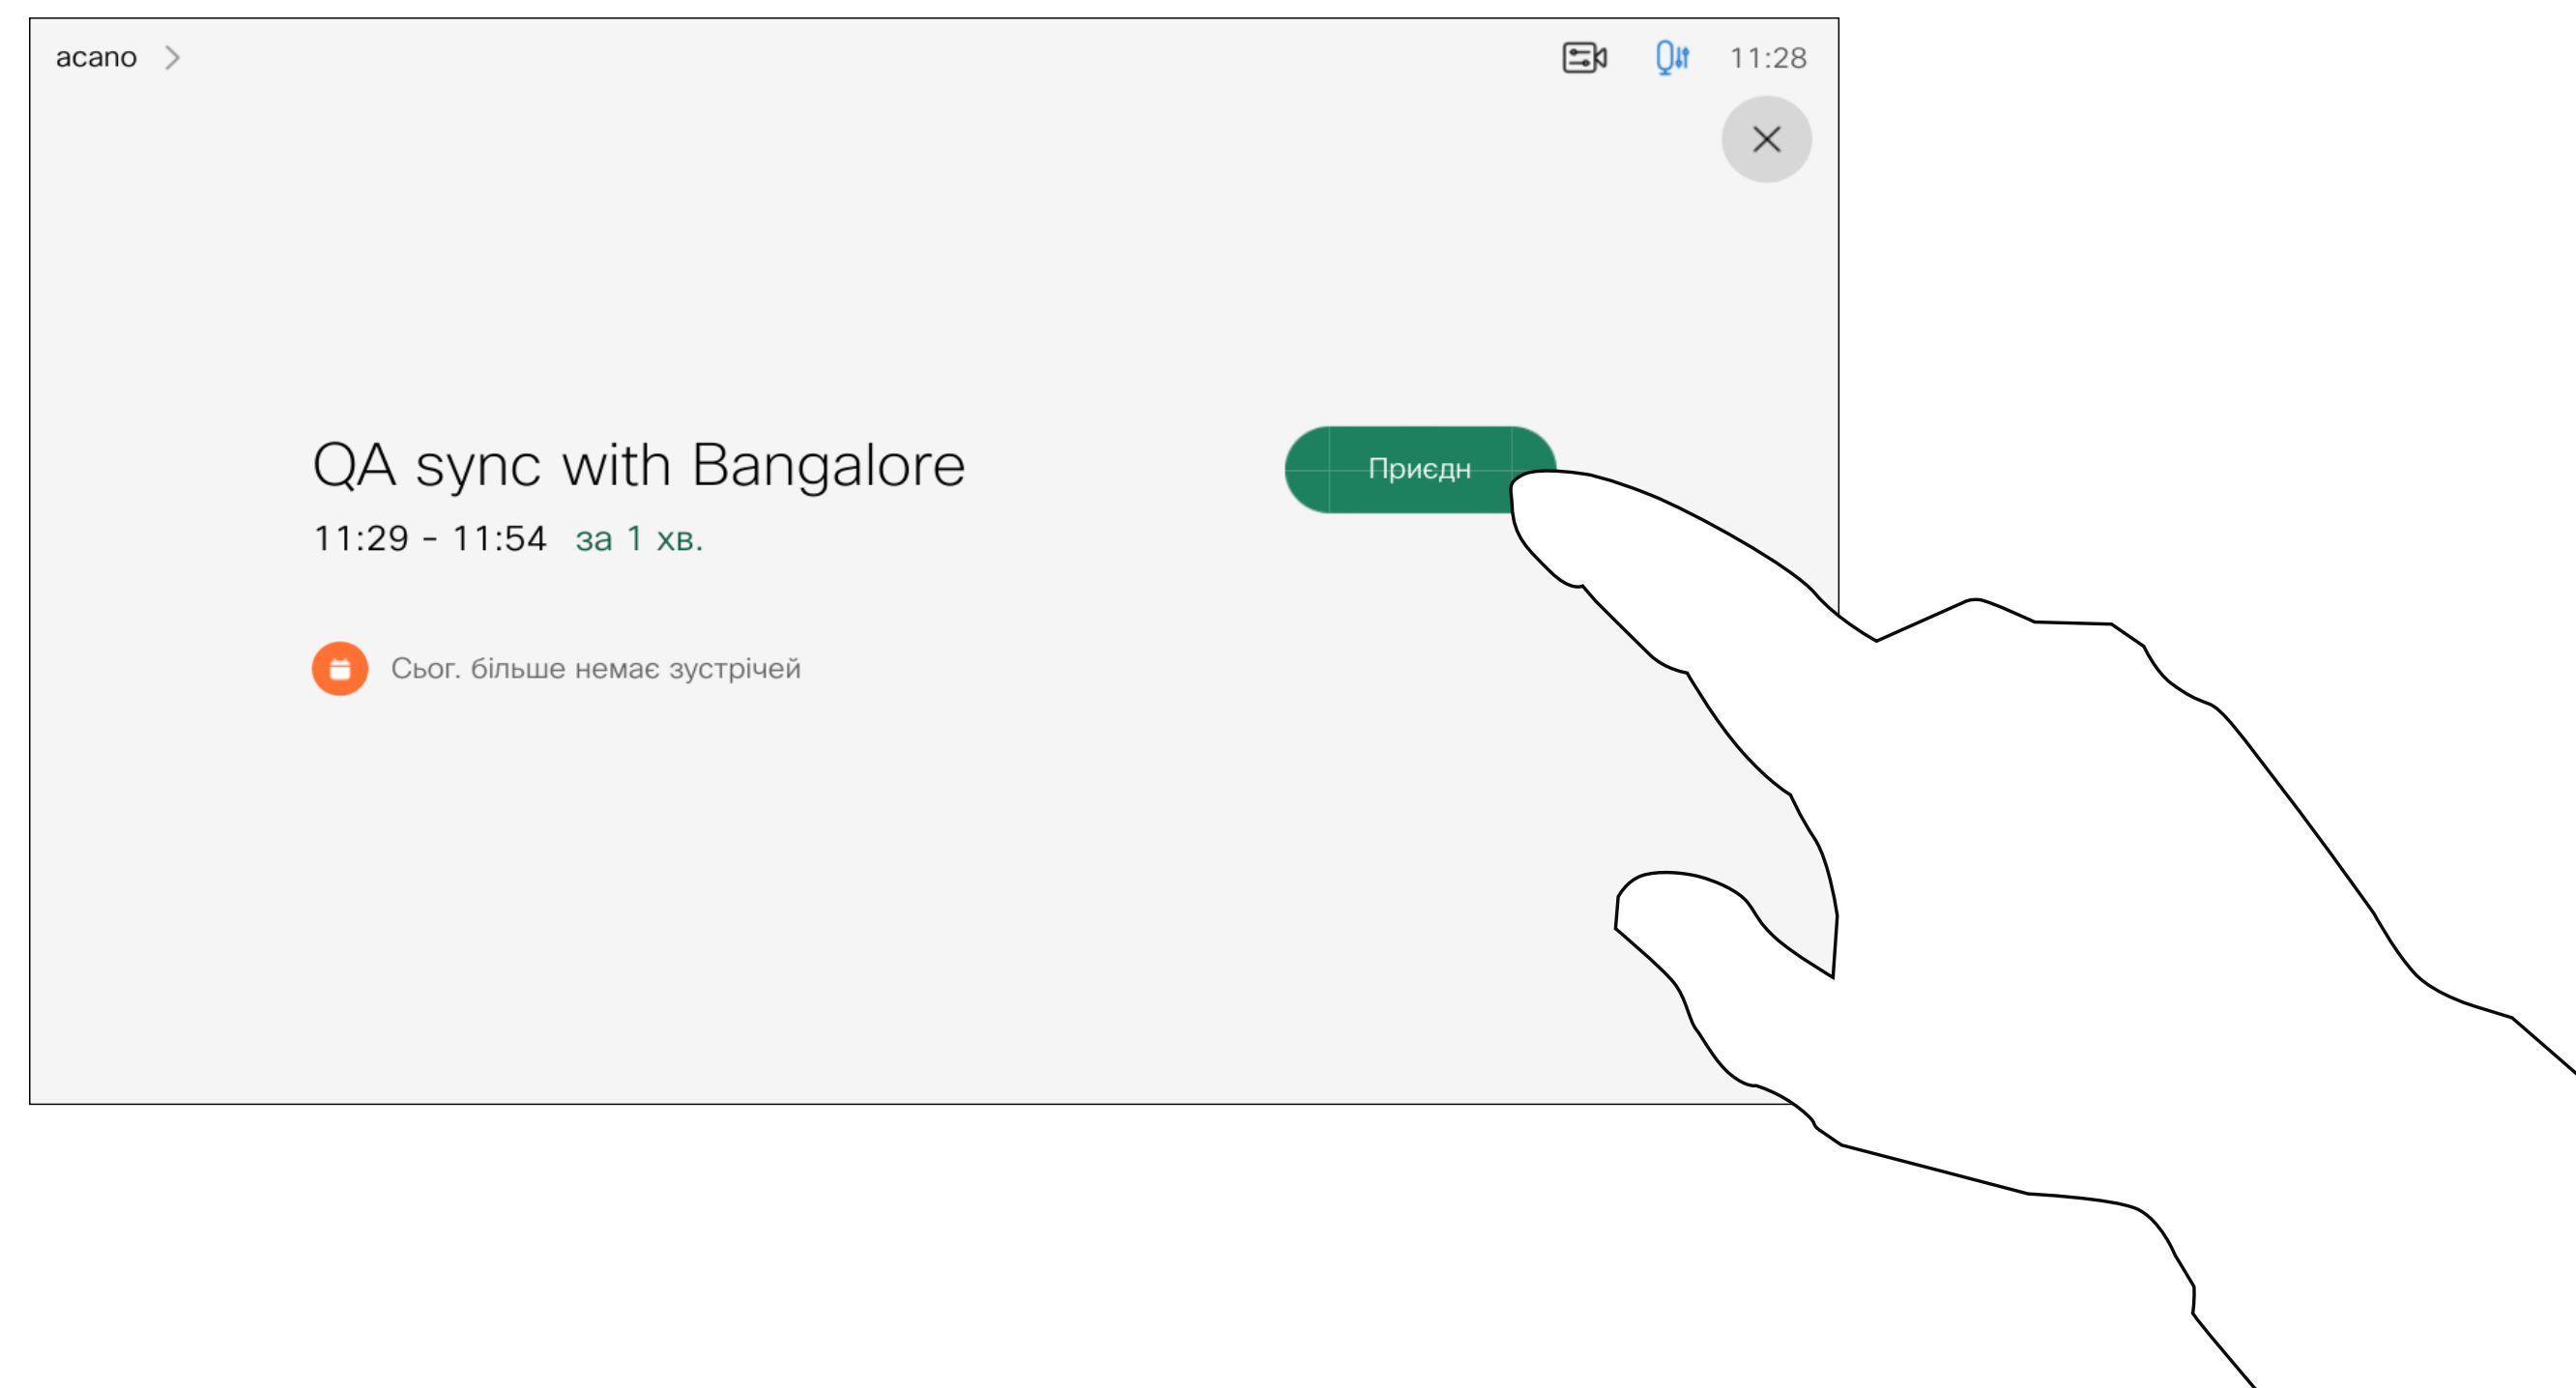 acano
11:28
QA sync with Bangalore
Приєдн
11:29 - 11:54 за 1 хв.
Сьог. більше немає зустрічей